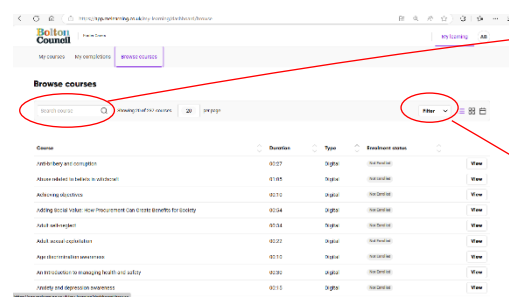 Bolton
Council
My learning
My courses My completions Browse courses
Browse courses
Search course
Showing 20 of courses 20 per page
Filter
Course Duration Type Enrolment status
Anti-bribery and corruption 00:27 Digital Not Enrolled View
Abuse related to beliefs in witchcraft 01:05 Digital Not Enrolled View
Achieving objectives 00:10 Digital Not Enrolled View
Adding Social Value: How Procurement Can Create Benefits for Society 00:34 Digital Not Enrolled View
Adult self-neglect 00:34 Digital Not Enrolled View
Adult sexual exploitation 00:22 Digital Not Enrolled View
Age discrimination awareness 00:10 Digital Not Enrolled View
An introduction to managing health and safety 00:30 Digital Not Enrolled View
Anxiety and depression awareness 00:15 Digital Not Enrolled View